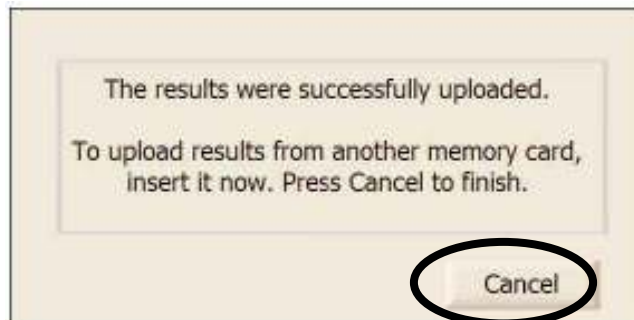 The results were successfully uploaded.
To upload results from another memory card,
insert it now. Press Cancel to finish.
Cancel